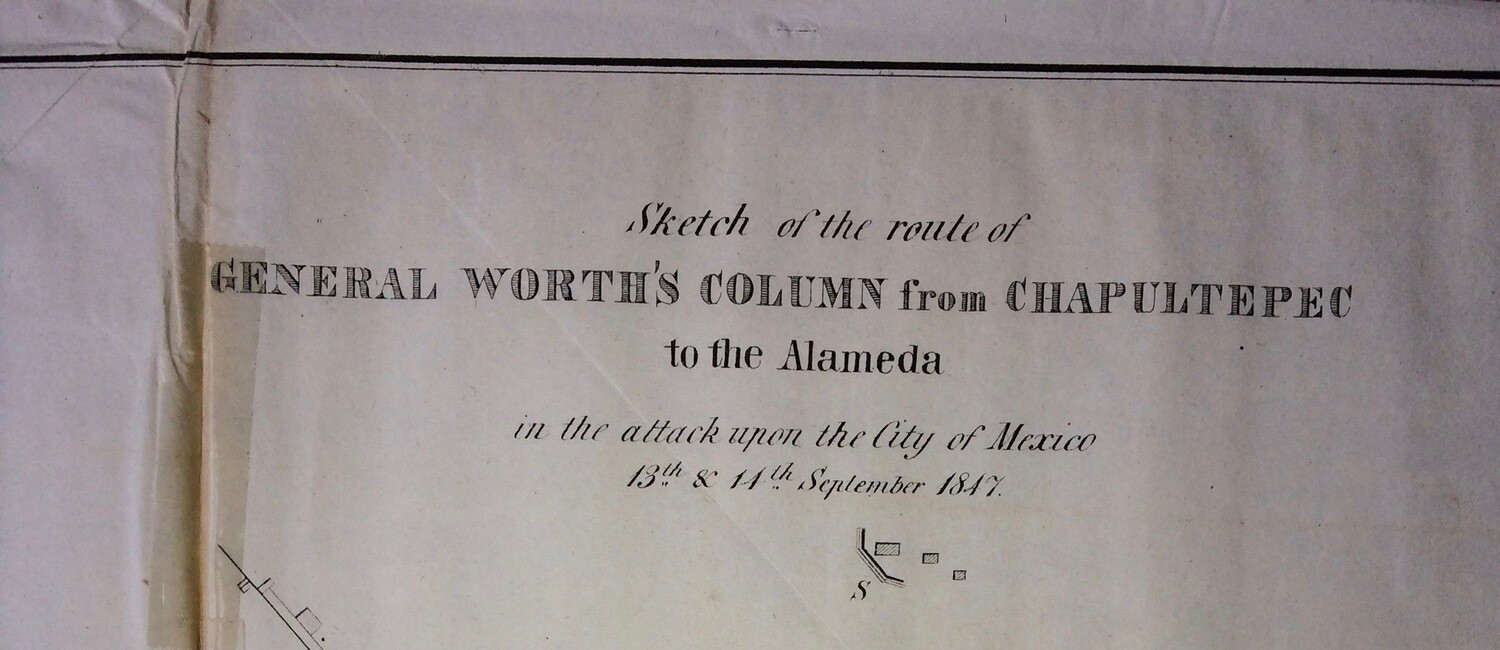 Sketch of the route of
GENERAL WORTH'S COLUMN from CHAPULTEPEC
to the Alameda
in the attack upon the City of Mexico
13th & 14th September 1847.
S